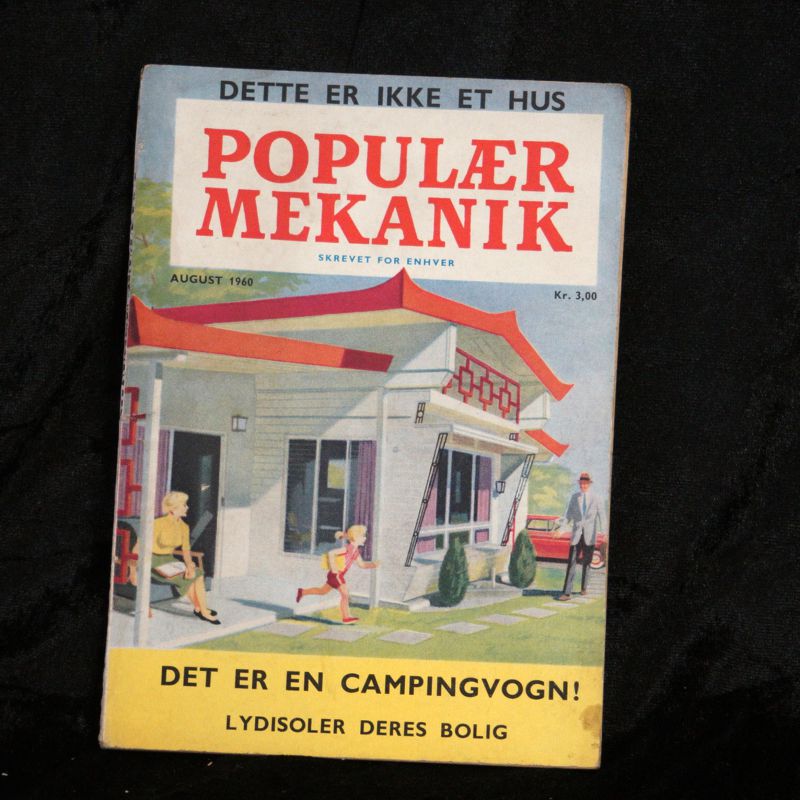 DETTE ER IKKE ET HUS
POPULÆR
MEKANIK
SKREVET FOR ENHVER
AUGUST 1960
Kr. 3,00
DET ER EN CAMPINGVOGN!
LYDISOLER DERES BOLIG